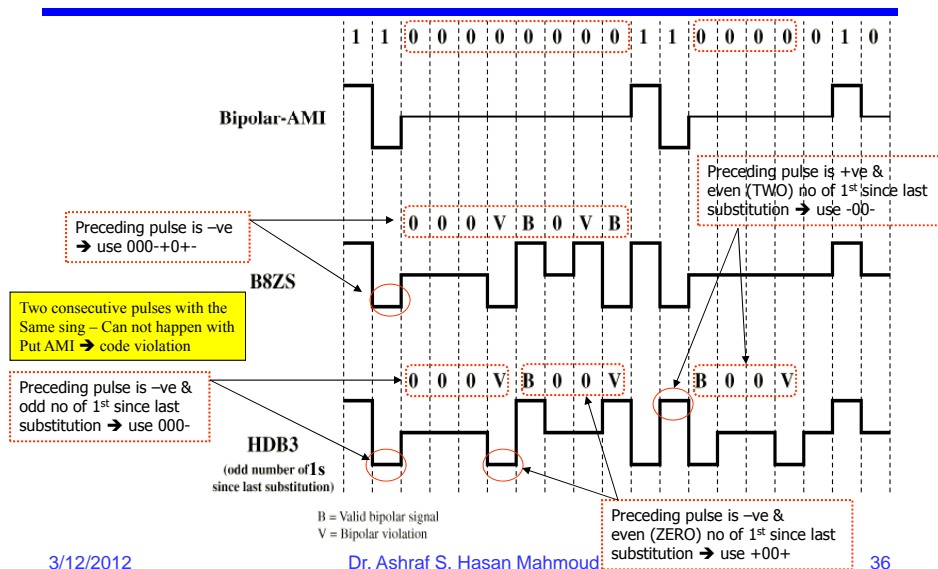 1 1 0 0 0 0 0 0 0 0 1 1 0 0 0 0 0 1 0
Bipolar-AMI
Preceding pulse is +ve &
even (TWO) no of 1st since last
substitution ➔ use -00-
0 0 0 V B 0 V B
Preceding pulse is –ve
➔ use 000-+0+-
B8ZS
Two consecutive pulses with the
Same sing – Can not happen with
Put AMI ➔ code violation
0 0 0 V B 0 0 V B 0 0 V
Preceding pulse is –ve &
odd no of 1st since last
substitution ➔ use 000-
HDB3
(odd number of 1s
since last substitution)
B = Valid bipolar signal
V = Bipolar violation
Preceding pulse is –ve &
even (ZERO) no of 1st since last
substitution ➔ use +00+
3/12/2012
Dr. Ashraf S. Hasan Mahmoud
36